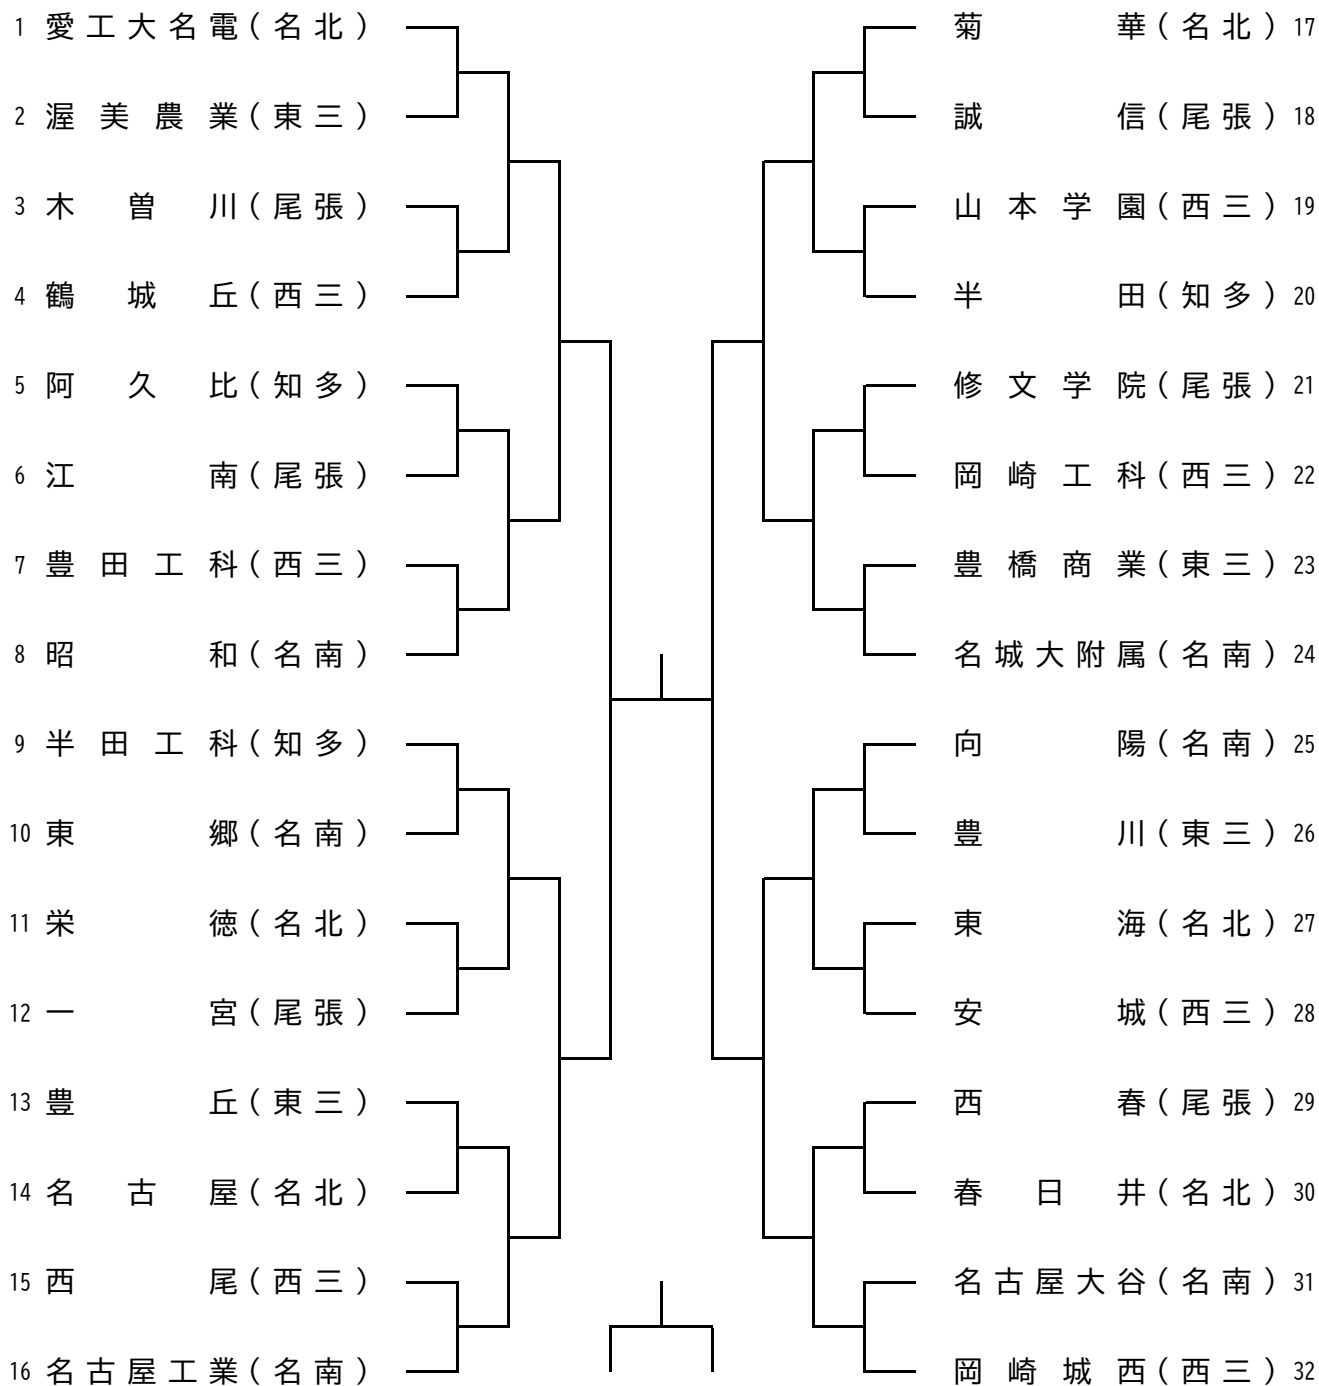 1 愛工大名電(名北)
2 渥美農業(東三)
3 木曽川(尾張)
4 鶴城丘(西三)
5 阿久比(知多)
6 江南(尾張)
7 豊田工科(西三)
8 昭和(名南)
9 半田工科(知多)
10 東郷(名南)
11 栄徳(名北)
12 一宮(尾張)
13 豊丘(東三)
14 名古屋(名北)
15 西尾(西三)
16 名古屋工業(名南)
菊華(名北) 17
誠信(尾張) 18
山本学園(西三) 19
半田(知多) 20
修文学院(尾張) 21
岡崎工科(西三) 22
豊橋商業(東三) 23
名城大附属(名南) 24
向陽(名南) 25
豊川(東三) 26
東海(名北) 27
安城(西三) 28
西春(尾張) 29
春日井(名北) 30
名古屋大谷(名南) 31
岡崎城西(西三) 32